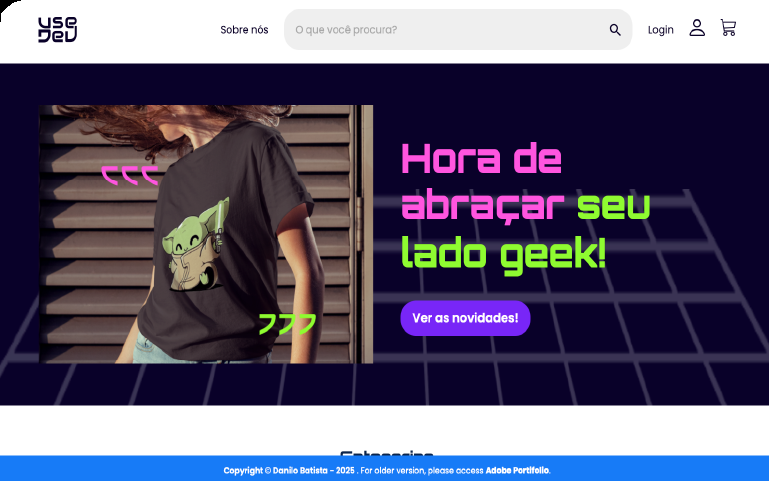 USE
DEV
Sobre nós
O que você procura?
Login
Hora de
abraçar seu
lado geek!
Ver as novidades!
Categorias
Copyright © Danilo Batista - 2025 . For older version, please access Adobe Portifolio.